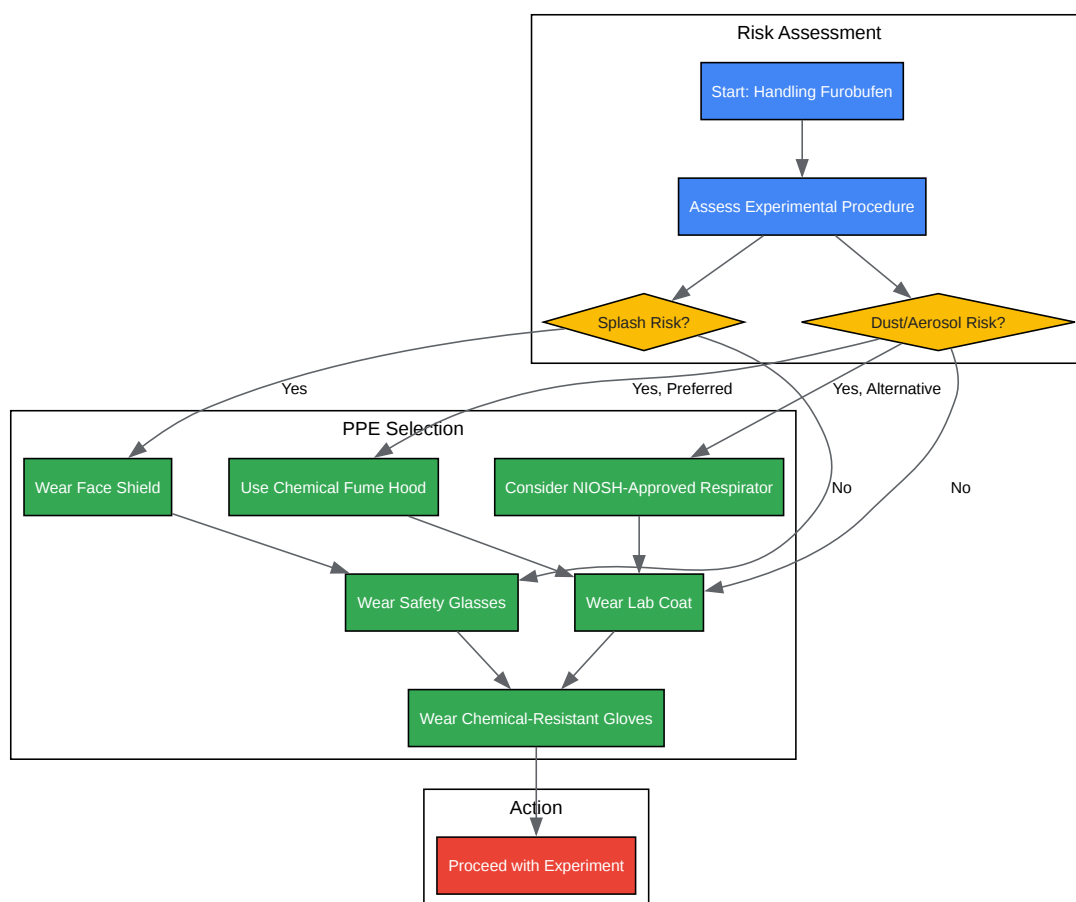 Risk Assessment
Start: Handling Furobufen
Assess Experimental Procedure
Splash Risk?
Dust/Aerosol Risk?
Yes
Yes, Preferred
Yes, Alternative
PPE Selection
Wear Face Shield
Use Chemical Fume Hood
Consider NIOSH-Approved Respirator
No
No
Wear Safety Glasses
Wear Lab Coat
Wear Chemical-Resistant Gloves
Action
Proceed with Experiment